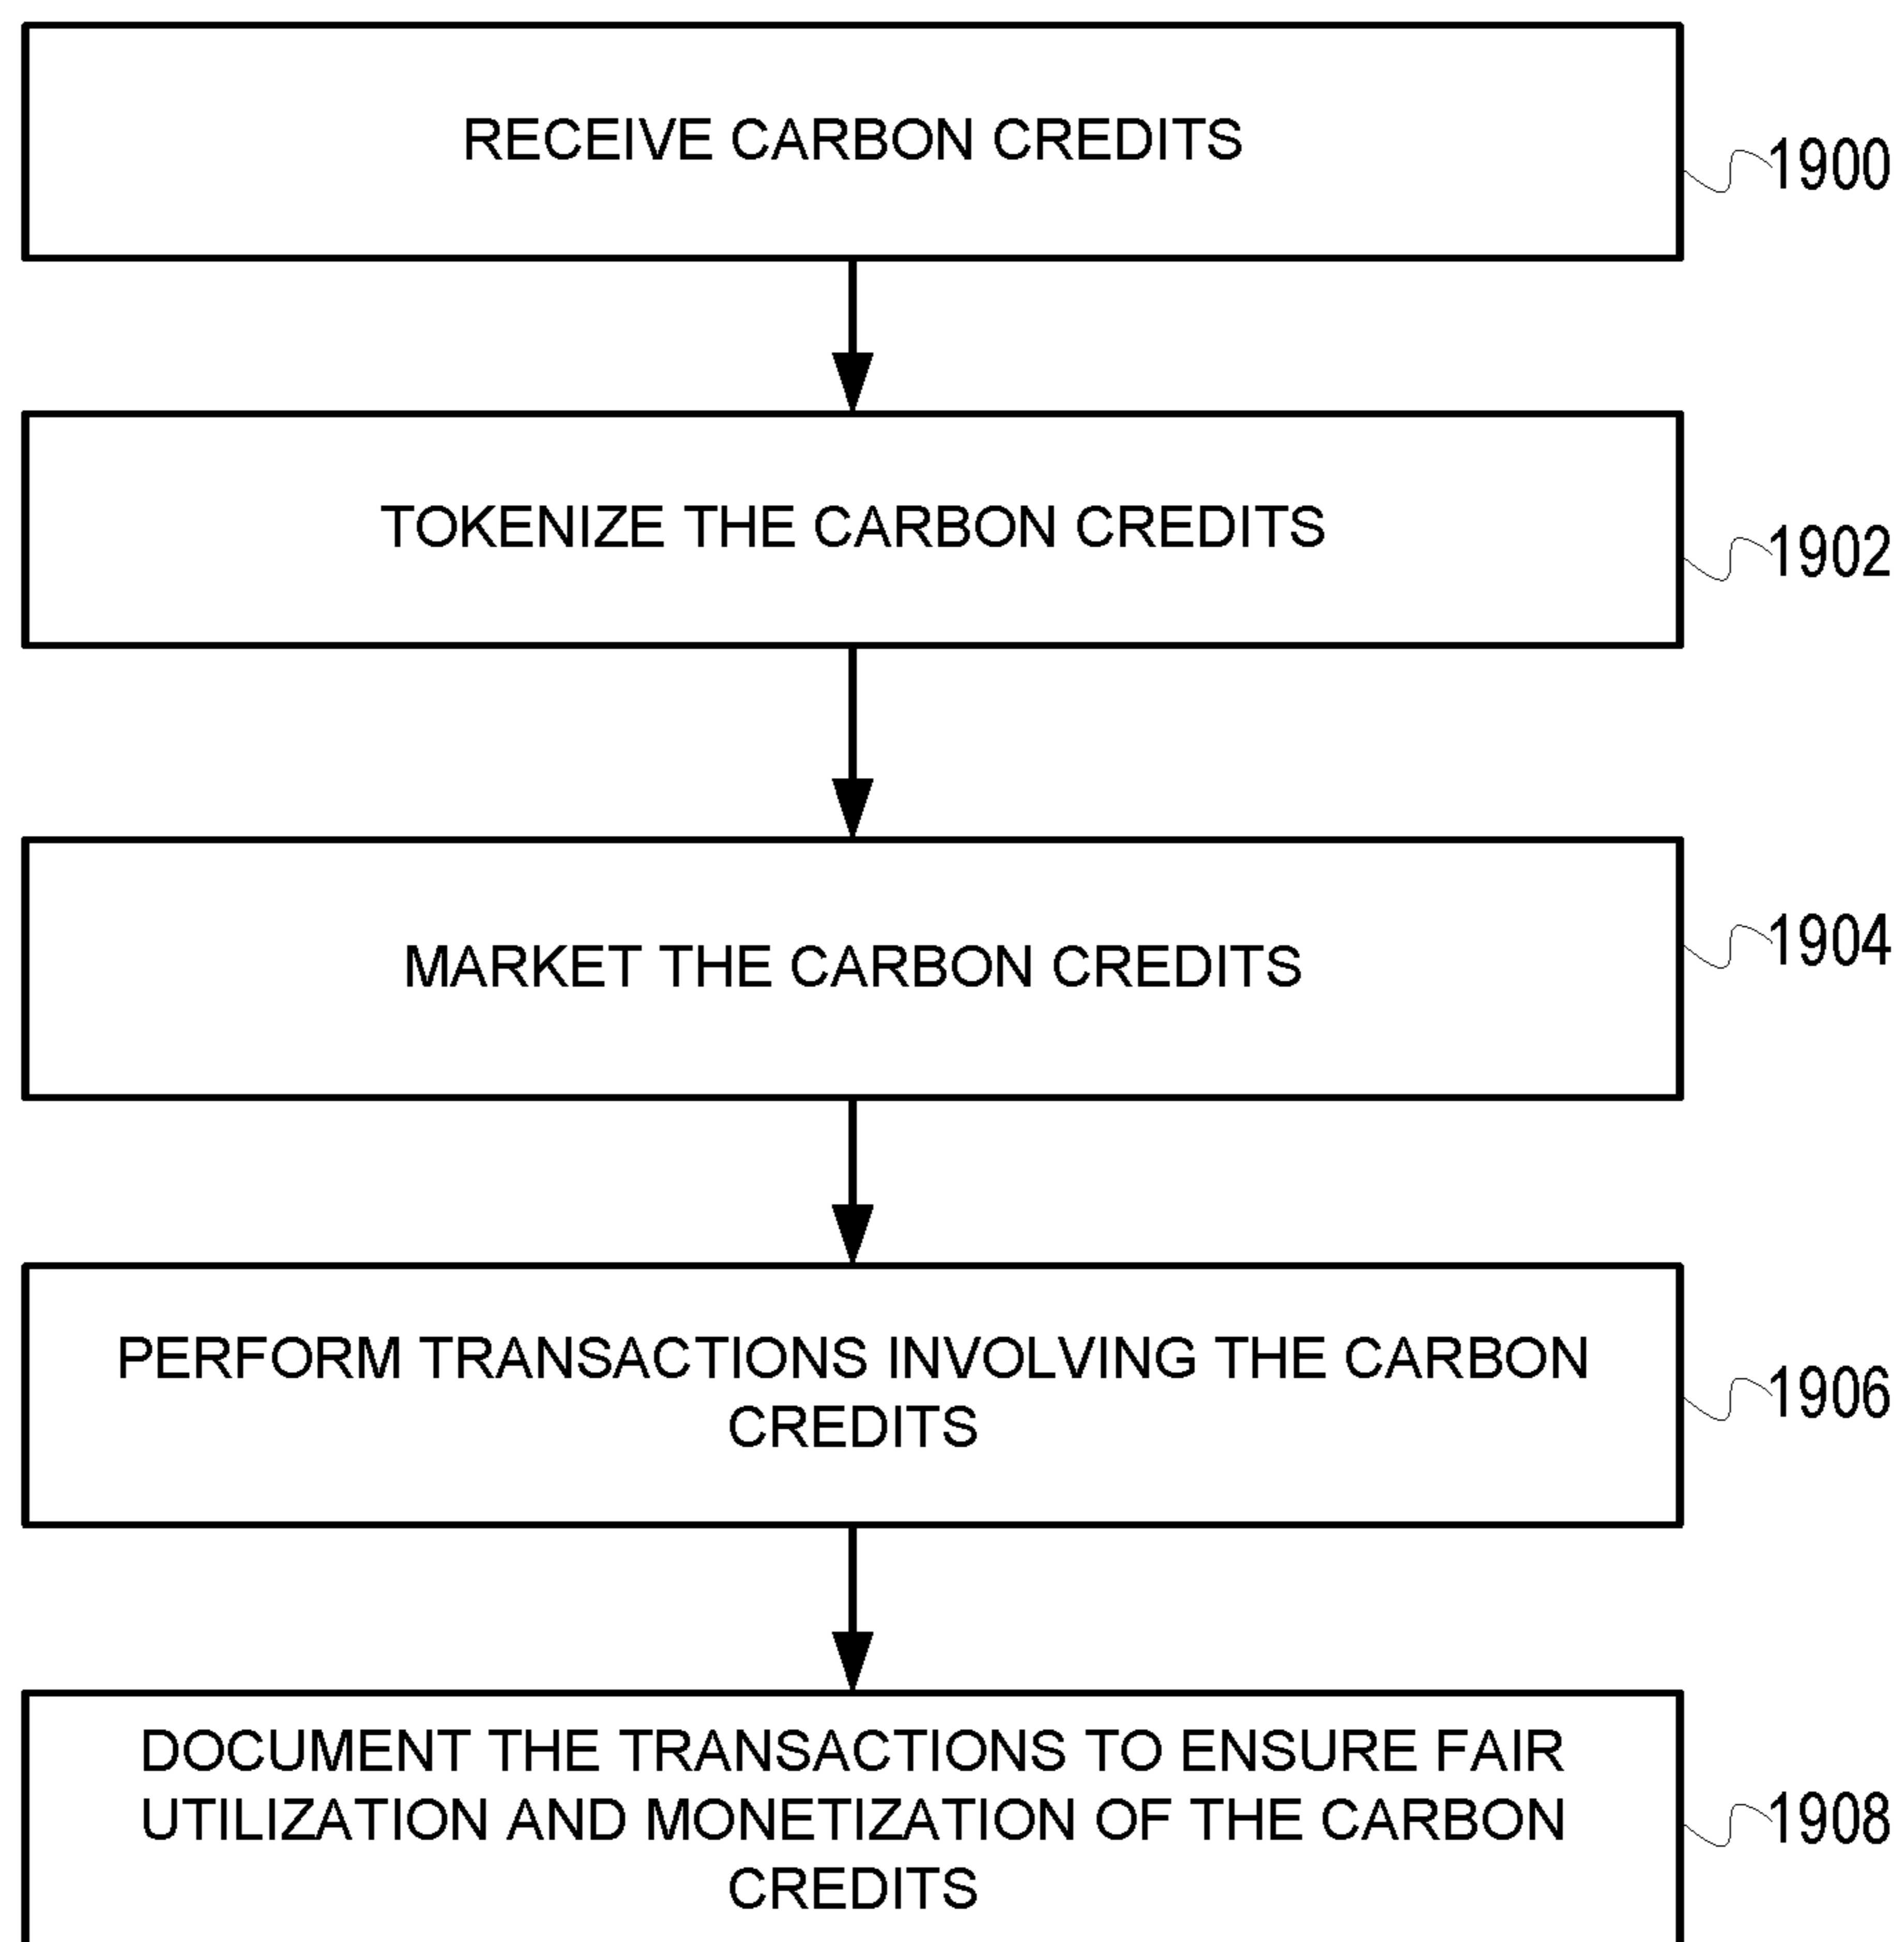 RECEIVE CARBON CREDITS
1900
TOKENIZE THE CARBON CREDITS
1902
MARKET THE CARBON CREDITS
1904
PERFORM TRANSACTIONS INVOLVING THE CARBON
CREDITS
1906
DOCUMENT THE TRANSACTIONS TO ENSURE FAIR
UTILIZATION AND MONETIZATION OF THE CARBON
CREDITS
1908